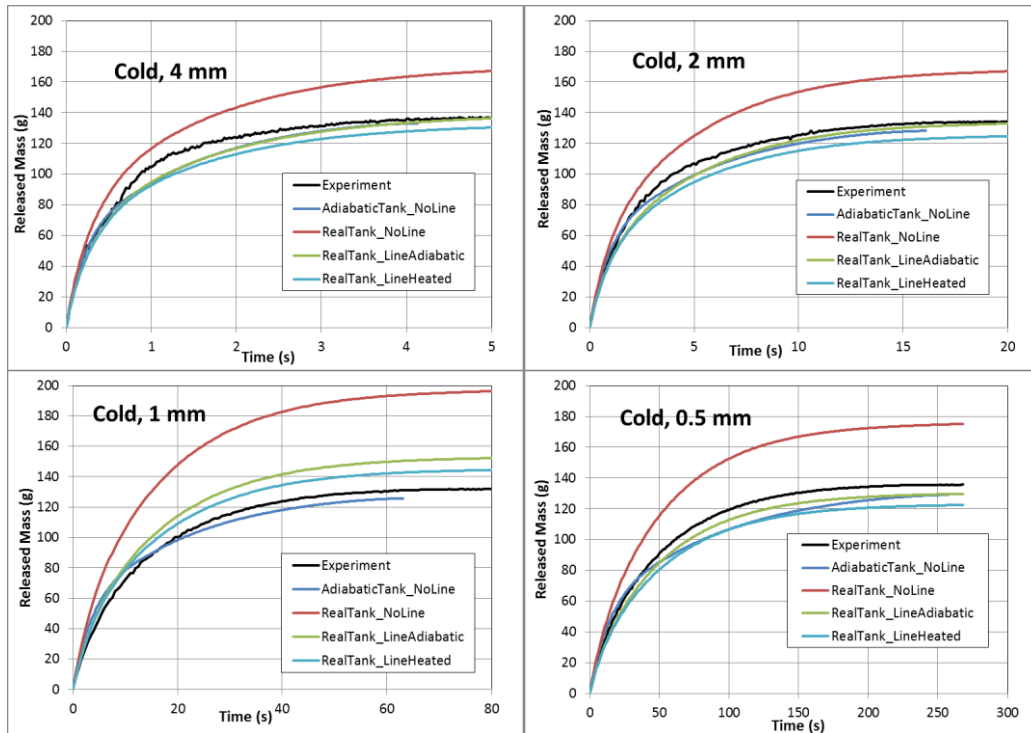 Cold, 4 mm
Released Mass (g)
200
180
160
140
120
100
80
60
40
20
0
Experiment
AdiabaticTank_NoLine
RealTank_NoLine
RealTank_LineAdiabatic
RealTank_LineHeated
0 1 2 3 4 5
Time (s)
Cold, 2 mm
Released Mass (g)
200
180
160
140
120
100
80
60
40
20
0
Experiment
AdiabaticTank_NoLine
RealTank_NoLine
RealTank_LineAdiabatic
RealTank_LineHeated
0 5 10 15 20
Time (s)
Cold, 1 mm
Released Mass (g)
200
180
160
140
120
100
80
60
40
20
0
Experiment
AdiabaticTank_NoLine
RealTank_NoLine
RealTank_LineAdiabatic
RealTank_LineHeated
0 20 40 60 80
Time (s)
Cold, 0.5 mm
Released Mass (g)
200
180
160
140
120
100
80
60
40
20
0
Experiment
AdiabaticTank_NoLine
RealTank_NoLine
RealTank_LineAdiabatic
RealTank_LineHeated
0 50 100 150 200 250 300
Time (s)